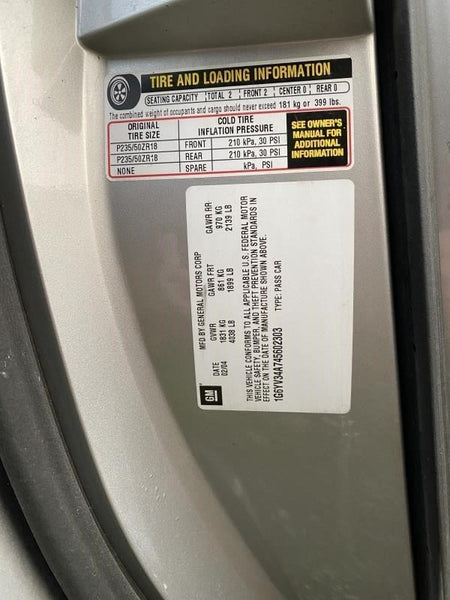 TIRE AND LOADING INFORMATION
SEATING CAPACITY TOTAL 2 FRONT 2 CENTER 0 REAR 0
The combined weight of occupants and cargo should never exceed 181 kg or 399 lbs.
ORIGINAL TIRE SIZE COLD TIRE INFLATION PRESSURE
P235/50ZR18 FRONT 210 kPa, 30 PSI
P235/50ZR18 REAR 210 kPa, 30 PSI
NONE SPARE kPa, PSI
SEE OWNER'S
MANUAL FOR
ADDITIONAL
INFORMATION
GM
MFD BY GENERAL MOTORS CORP
DATE GVWR GAWR FRT GAWR RR
02/04 1831 KG 861 KG 970 KG
4038 LB 1899 LB 2139 LB
THIS VEHICLE CONFORMS TO ALL APPLICABLE U.S. FEDERAL MOTOR
VEHICLE SAFETY, BUMPER, AND THEFT PREVENTION STANDARDS IN
EFFECT ON THE DATE OF MANUFACTURE SHOWN ABOVE.
1G6YV34A745602303 TYPE: PASS CAR